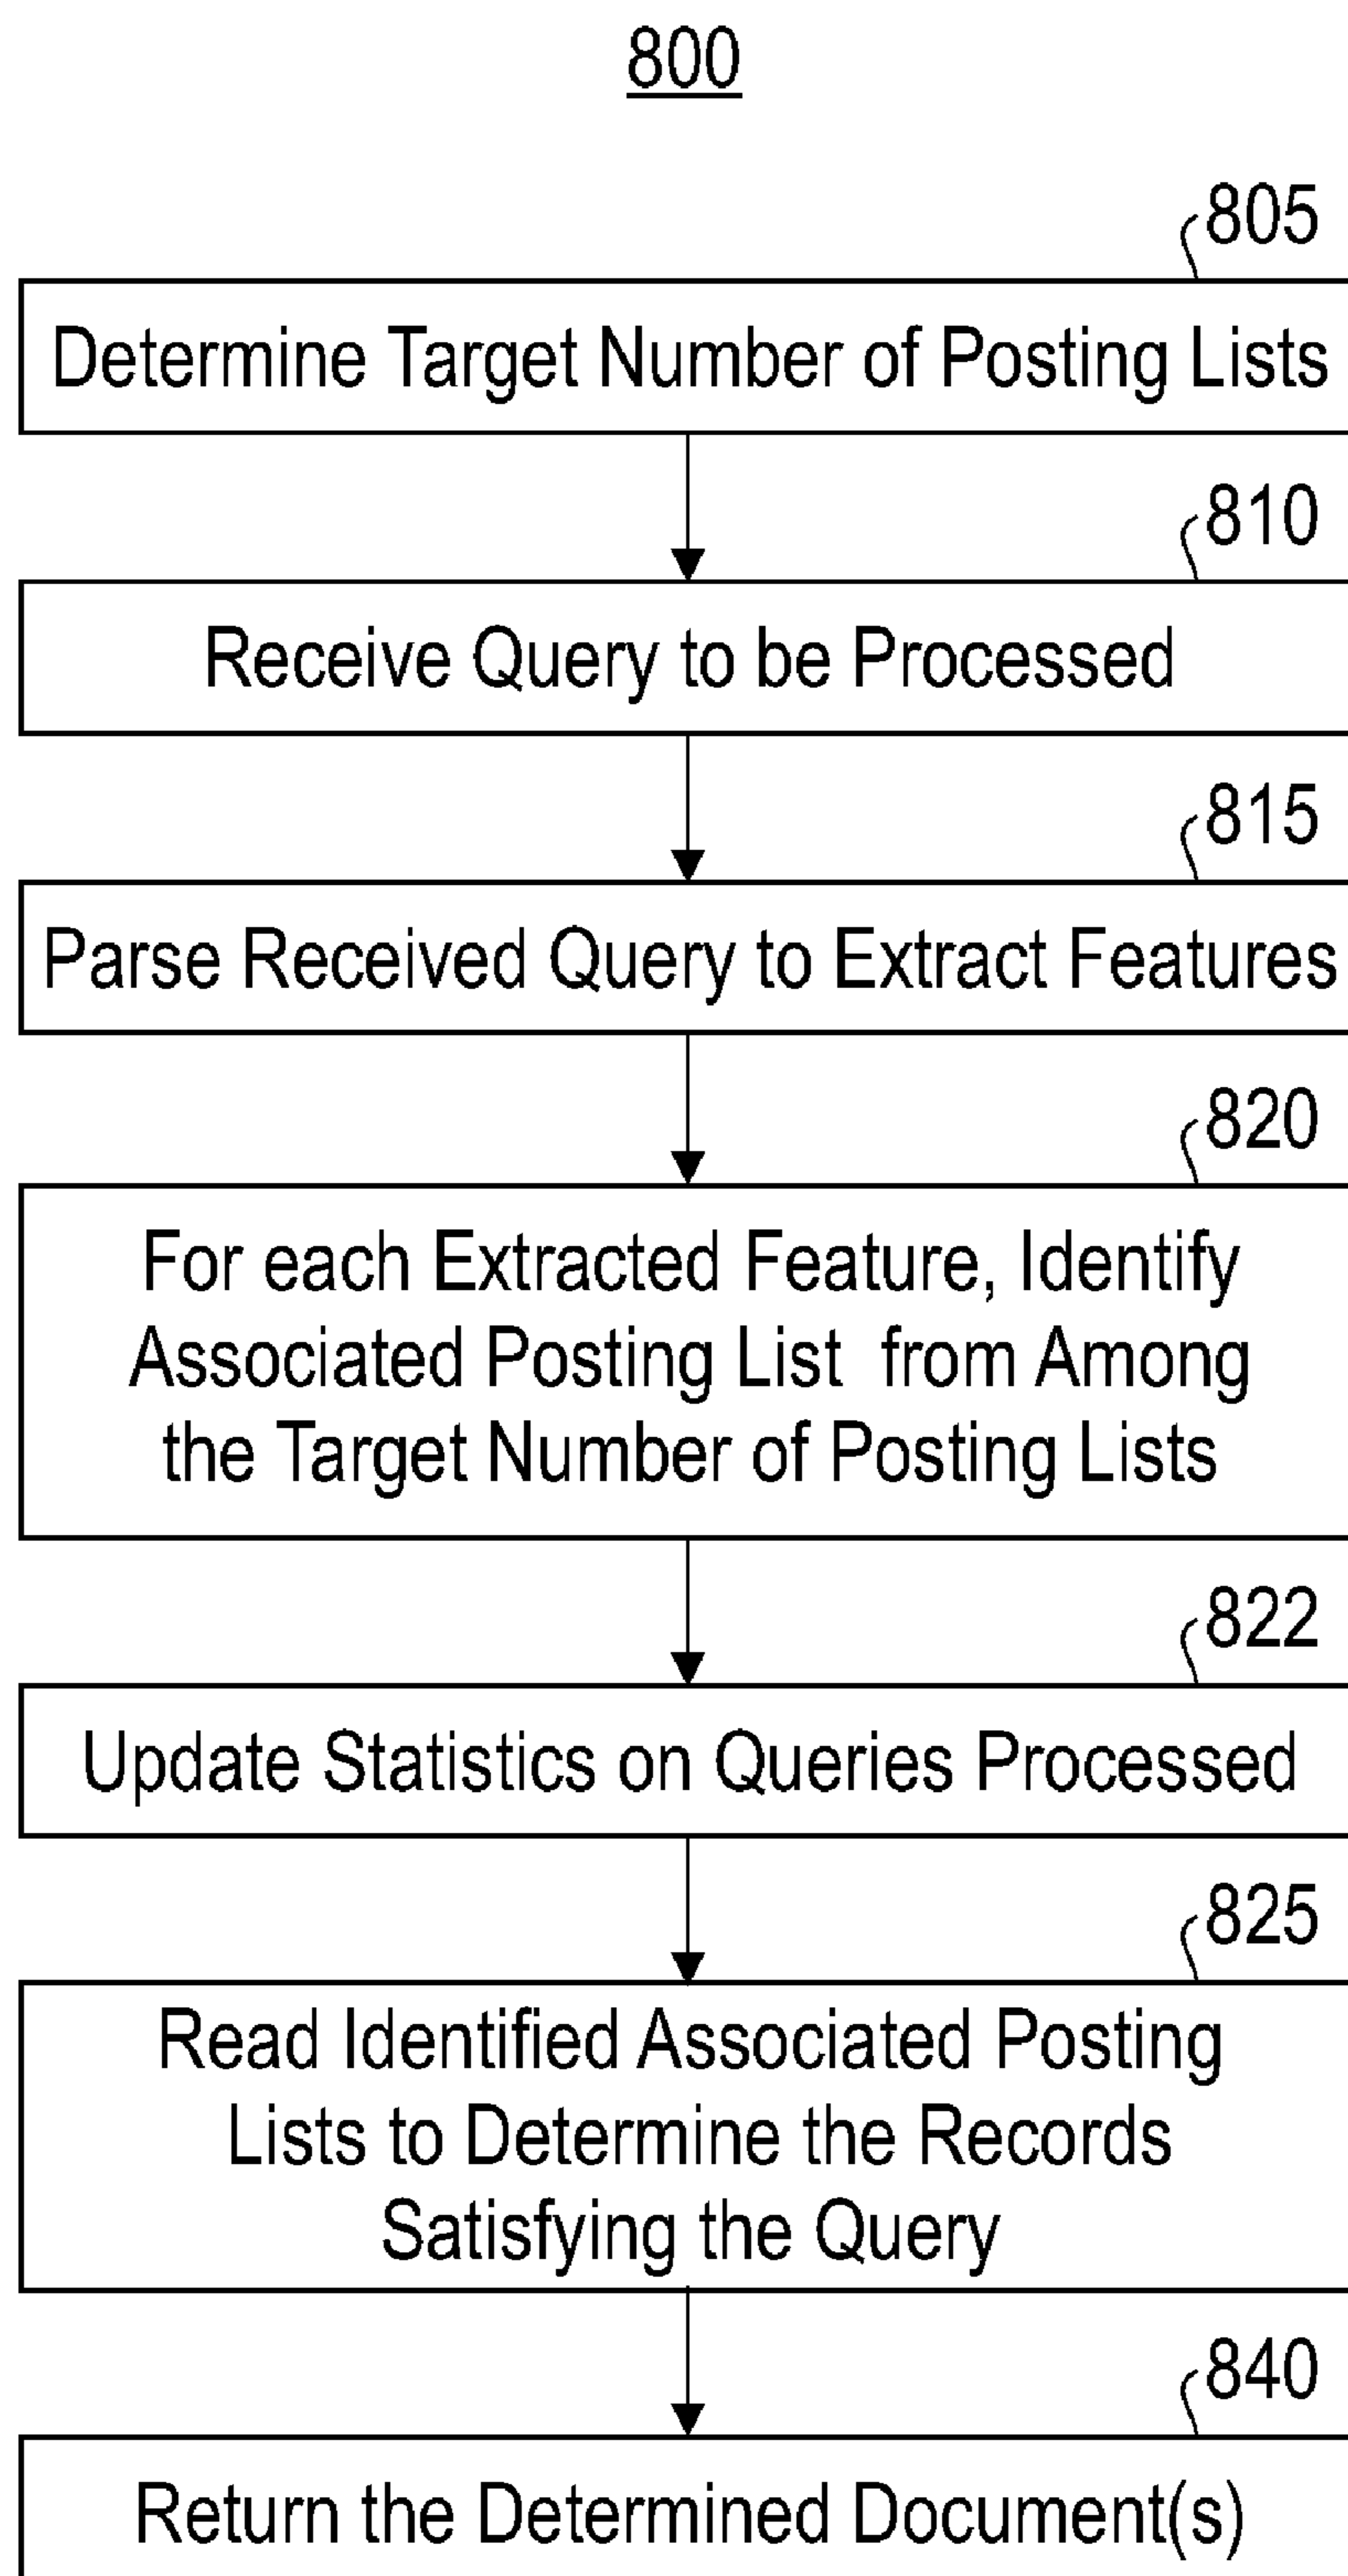 800
805
Determine Target Number of Posting Lists
810
Receive Query to be Processed
815
Parse Received Query to Extract Features
820
For each Extracted Feature, Identify
Associated Posting List from Among
the Target Number of Posting Lists
822
Update Statistics on Queries Processed
825
Read Identified Associated Posting
Lists to Determine the Records
Satisfying the Query
840
Return the Determined Document(s)